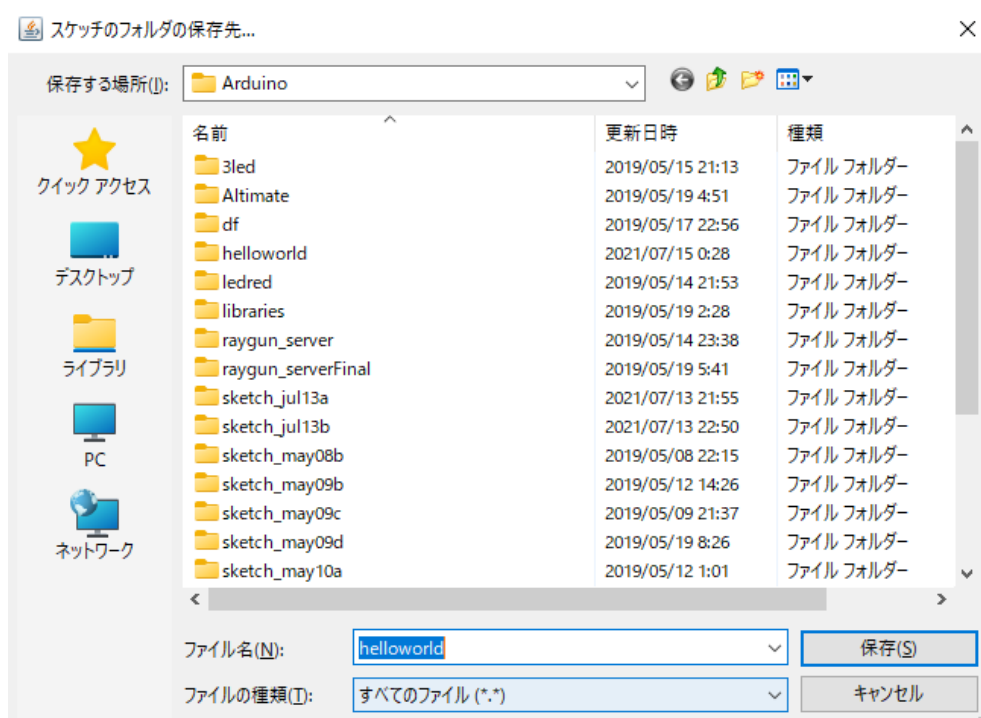 スケッチのフォルダの保存先...
保存する場所(I): Arduino
名前 更新日時 種類
3led 2019/05/15 21:13 ファイル フォルダー
Altimate 2019/05/19 4:51 ファイル フォルダー
df 2019/05/17 22:56 ファイル フォルダー
helloworld 2021/07/15 0:28 ファイル フォルダー
ledred 2019/05/14 21:53 ファイル フォルダー
libraries 2019/05/19 2:28 ファイル フォルダー
raygun_server 2019/05/14 23:38 ファイル フォルダー
raygun_serverFinal 2019/05/19 5:41 ファイル フォルダー
sketch_jul13a 2021/07/13 21:55 ファイル フォルダー
sketch_jul13b 2021/07/13 22:50 ファイル フォルダー
sketch_may08b 2019/05/08 22:15 ファイル フォルダー
sketch_may09b 2019/05/12 14:26 ファイル フォルダー
sketch_may09c 2019/05/09 21:37 ファイル フォルダー
sketch_may09d 2019/05/19 8:26 ファイル フォルダー
sketch_may10a 2019/05/12 1:01 ファイル フォルダー
クイック アクセス
デスクトップ
ライブラリ
PC
ネットワーク
ファイル名(N): helloworld 保存(S)
ファイルの種類(T): すべてのファイル (*.*) キャンセル